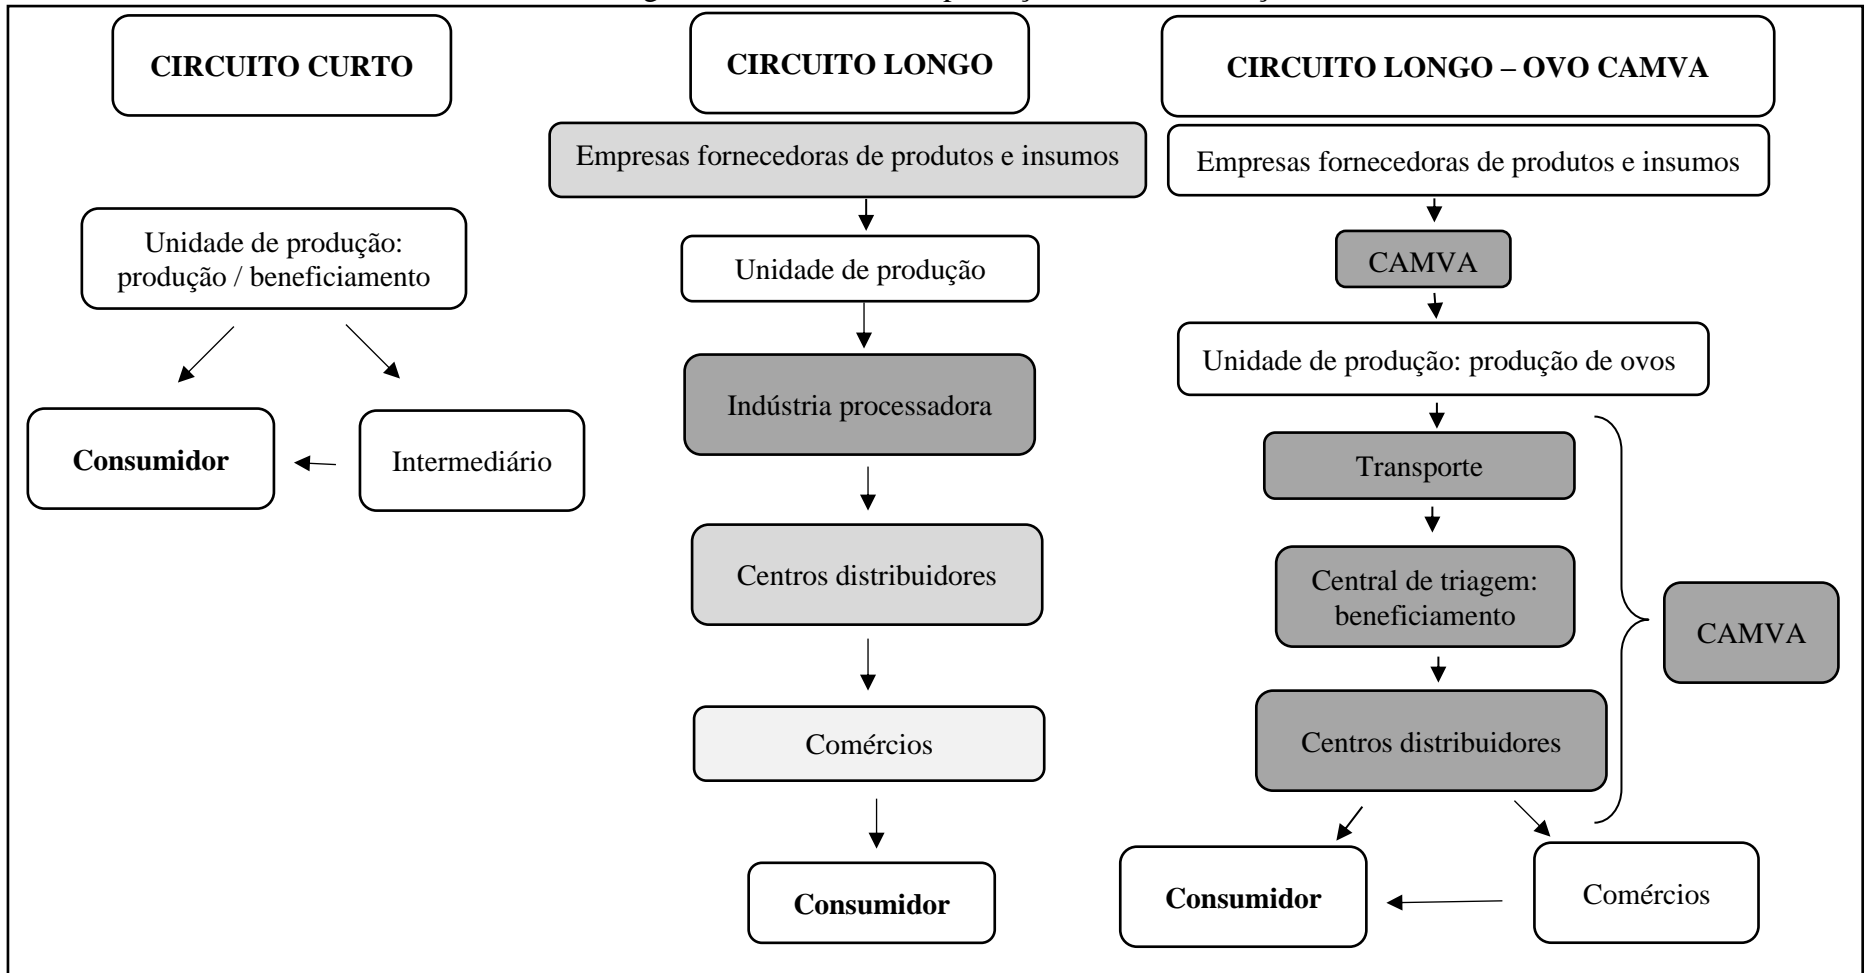 CIRCUITO CURTO
Unidade de produção:
produção / beneficiamento
Consumidor
Intermediário
CIRCUITO LONGO
Empresas fornecedoras de produtos e insumos
Unidade de produção
Indústria processadora
Centros distribuidores
Comércios
Consumidor
CIRCUITO LONGO – OVO CAMVA
Empresas fornecedoras de produtos e insumos
CAMVA
Unidade de produção: produção de ovos
Transporte
Central de triagem:
beneficiamento
Centros distribuidores
CAMVA
Consumidor
Comércios